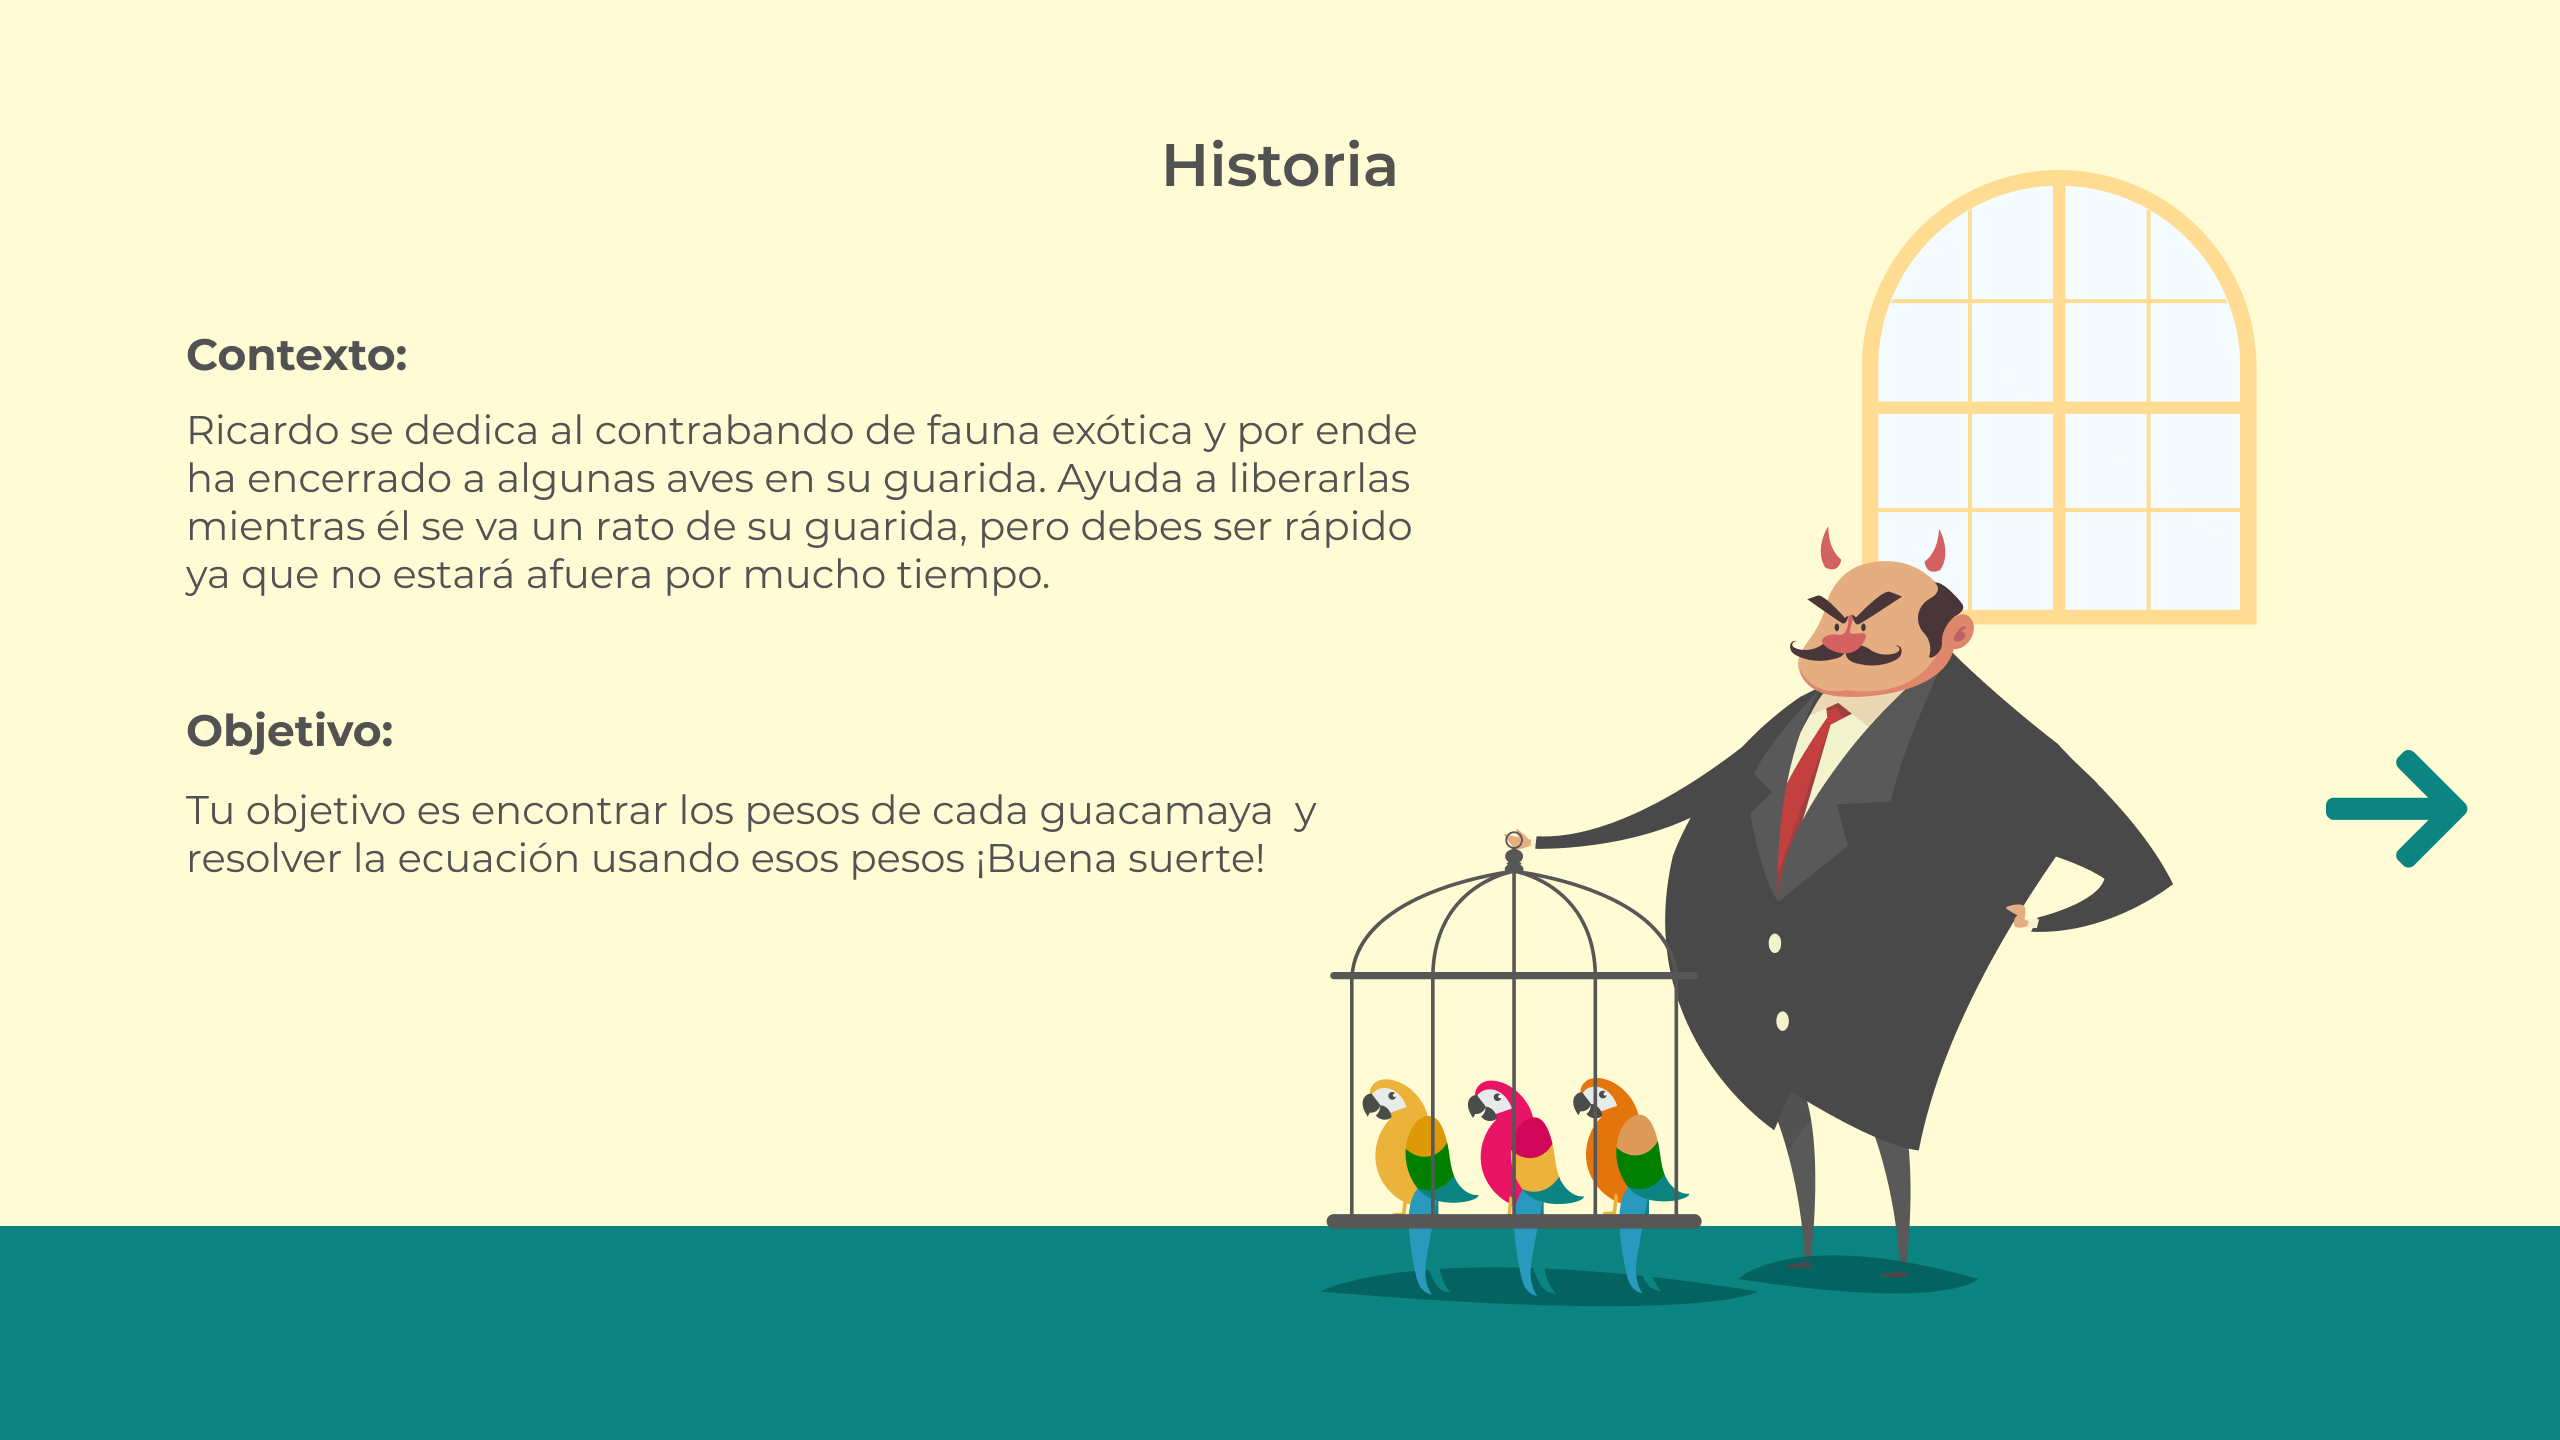 Historia
Contexto:
Ricardo se dedica al contrabando de fauna exótica y por ende
ha encerrado a algunas aves en su guarida. Ayuda a liberarlas
mientras él se va un rato de su guarida, pero debes ser rápido
ya que no estará afuera por mucho tiempo.
Objetivo:
Tu objetivo es encontrar los pesos de cada guacamaya  y
resolver la ecuación usando esos pesos ¡Buena suerte!